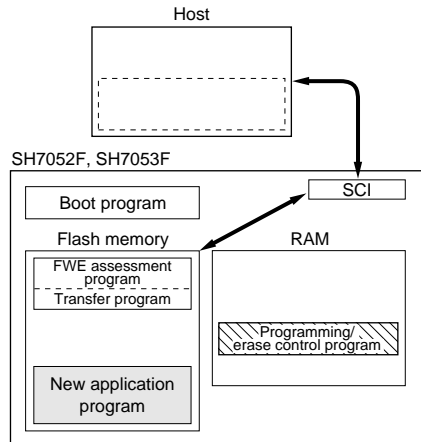 Host
SH7052F, SH7053F
SCI
Boot program
Flash memory
RAM
FWE assessment
program
Transfer program
Programming/
erase control program
New application
program